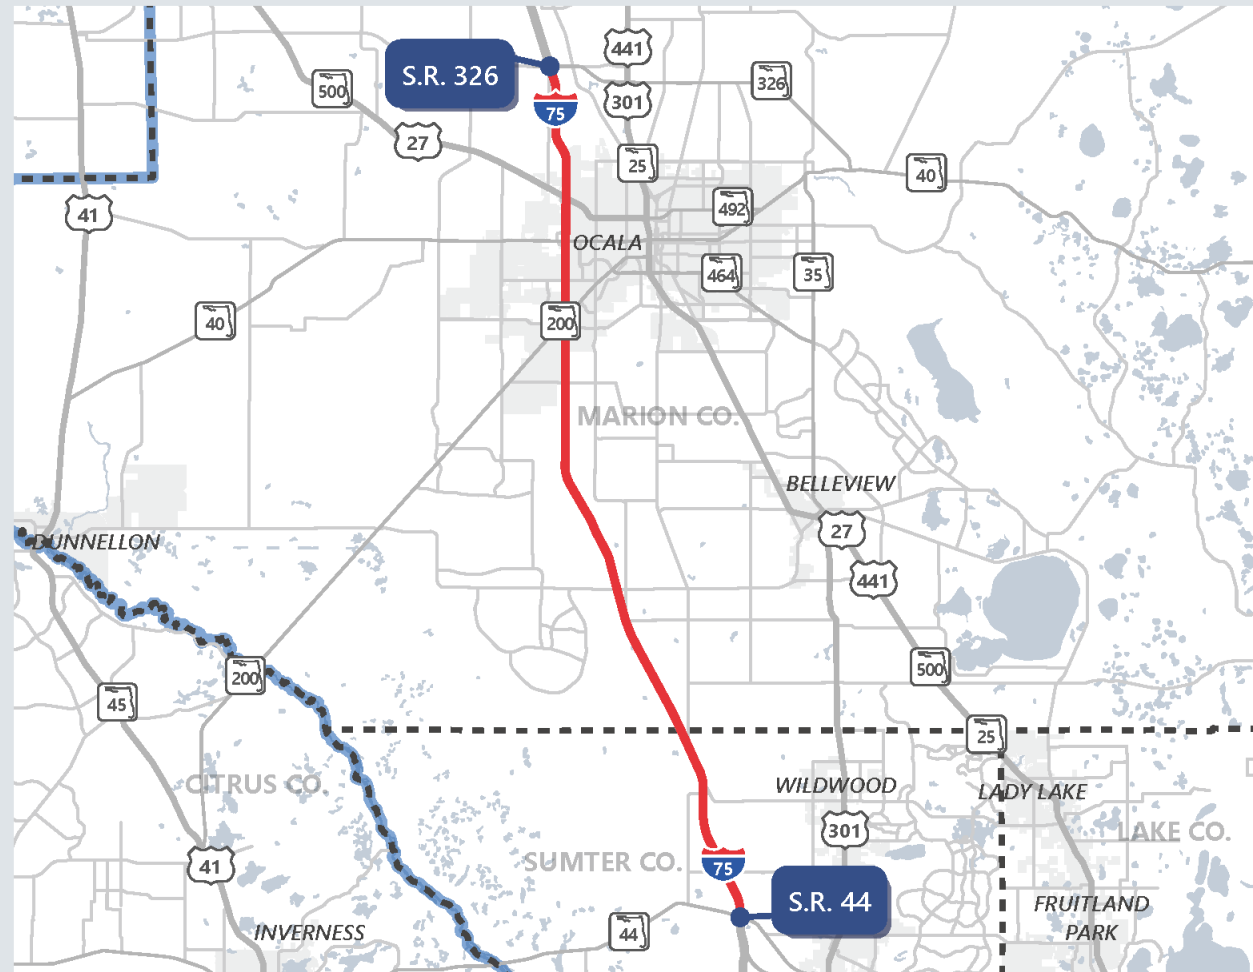 441
S.R. 326
326
500
301
75
27
25
40
492
41
OCALA
464
35
40
200
MARION CO.
BELLEVIEW
27
DUNNELLON
441
500
200
45
25
CITRUS CO.
WILDWOOD
LADY LAKE
301
LAKE CO.
SUMTER CO.
41
75
S.R. 44
FRUITLAND
PARK
44
INVERNESS